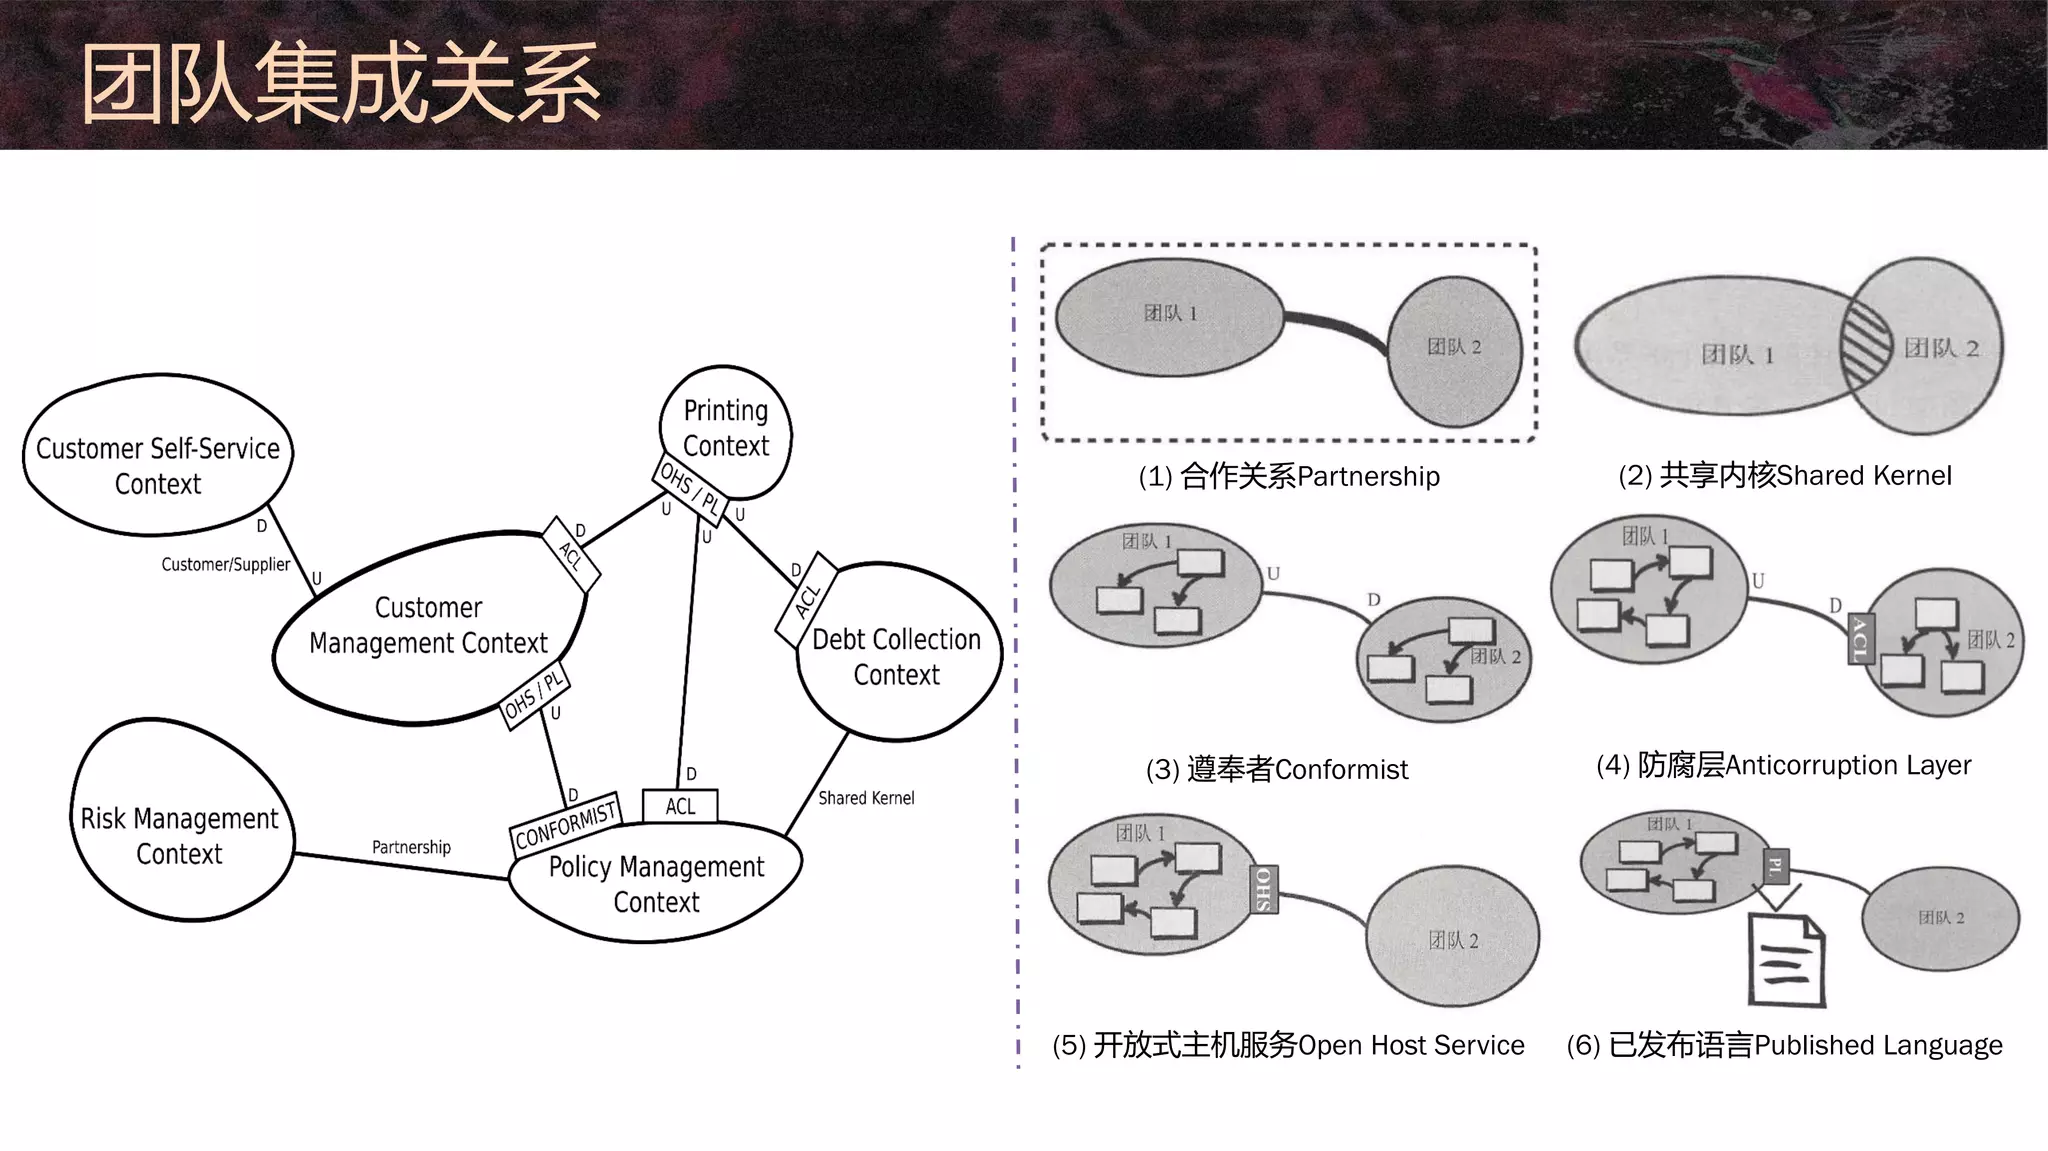 团队集成关系
Customer Self-Service
Context
D
Customer/Supplier
U
Customer
Management Context
ACL
D
U
Printing
Context
OHS / PL
U
U
D
ACL
Debt Collection
Context
OHS / PL
U
D
CONFORMIST
D
ACL
Shared Kernel
Risk Management
Context
Partnership
Policy Management
Context
团队 1
团队 2
(1) 合作关系Partnership
团队 1
团队 2
(2) 共享内核Shared Kernel
团队 1
U
D
团队 2
(3) 遵奉者Conformist
团队 1
U
D
ACL
团队 2
(4) 防腐层Anticorruption Layer
团队 1
OHS
团队 2
(5) 开放式主机服务Open Host Service
团队 1
PL
团队 2
(6) 已发布语言Published Language